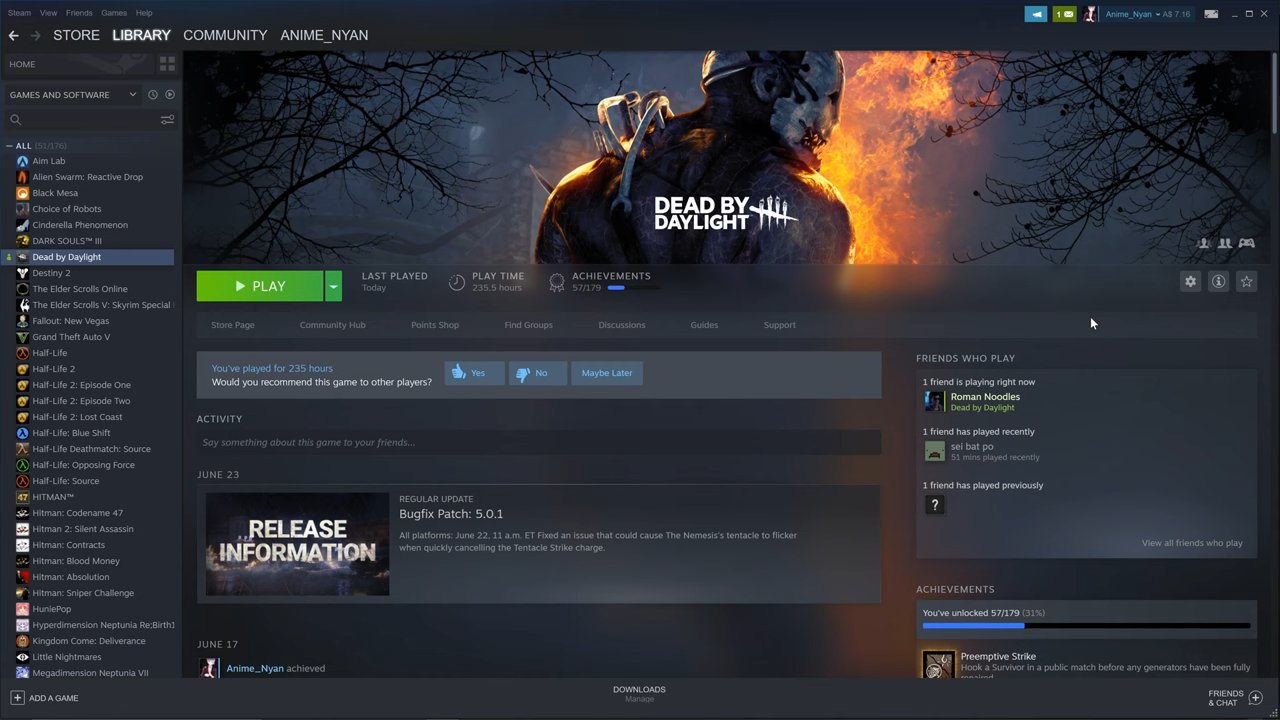 Steam View Friends Games Help
1 Anime_Nyan A$ 7.16
STORE LIBRARY COMMUNITY ANIME_NYAN
HOME
GAMES AND SOFTWARE
ALL (51/176)
Aim Lab
Alien Swarm: Reactive Drop
Black Mesa
Choice of Robots
Cinderella Phenomenon
DARK SOULS™ III
Dead by Daylight
Destiny 2
The Elder Scrolls Online
The Elder Scrolls V: Skyrim Special
Fallout: New Vegas
Grand Theft Auto V
Half-Life
Half-Life 2
Half-Life 2: Episode One
Half-Life 2: Episode Two
Half-Life 2: Lost Coast
Half-Life: Blue Shift
Half-Life Deathmatch: Source
Half-Life: Opposing Force
Half-Life: Source
HITMAN™
Hitman: Codename 47
Hitman 2: Silent Assassin
Hitman: Contracts
Hitman: Blood Money
Hitman: Absolution
Hitman: Sniper Challenge
HuniePop
Hyperdimension Neptunia Re;Birth1
Kingdom Come: Deliverance
Little Nightmares
Megadimension Neptunia VII
ADD A GAME
DEAD BY
DAYLIGHT
PLAY
LAST PLAYED
Today
PLAY TIME
235.5 hours
ACHIEVEMENTS
57/179
Store Page Community Hub Points Shop Find Groups Discussions Guides Support
You've played for 235 hours
Would you recommend this game to other players?
Yes No Maybe Later
ACTIVITY
Say something about this game to your friends...
JUNE 23
RELEASE
INFORMATION
REGULAR UPDATE
Bugfix Patch: 5.0.1
All platforms: June 22, 11 a.m. ET Fixed an issue that could cause The Nemesis's tentacle to flicker
when quickly cancelling the Tentacle Strike charge.
JUNE 17
Anime_Nyan achieved
FRIENDS WHO PLAY
1 friend is playing right now
Roman Noodles
Dead by Daylight
1 friend has played recently
sei bat po
51 mins played recently
1 friend has played previously
?
View all friends who play
ACHIEVEMENTS
You've unlocked 57/179 (31%)
Preemptive Strike
Hook a Survivor in a public match before any generators have been fully
repaired.
DOWNLOADS
Manage
FRIENDS
& CHAT